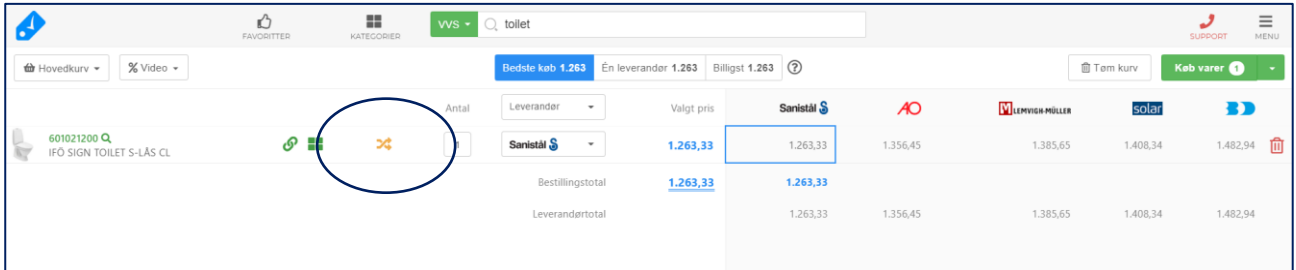 VVS
toilet
FAVORITTER
KATEGORIER
SUPPORT
MENU
Hovedkurv
% Video
Bedste køb 1.263
Én leverandør 1.263
Billigst 1.263
?
Tøm kurv
Køb varer 1
Antal
Leverandør
Valgt pris
Sanistål
AO
LEMVIGH-MÜLLER
solar
BD
601021200
IFÖ SIGN TOILET S-LÅS CL
Sanistål
1.263,33
1.263,33
1.356,45
1.385,65
1.408,34
1.482,94
Bestillingstotal
1.263,33
1.263,33
Leverandørtotal
1.263,33
1.356,45
1.385,65
1.408,34
1.482,94